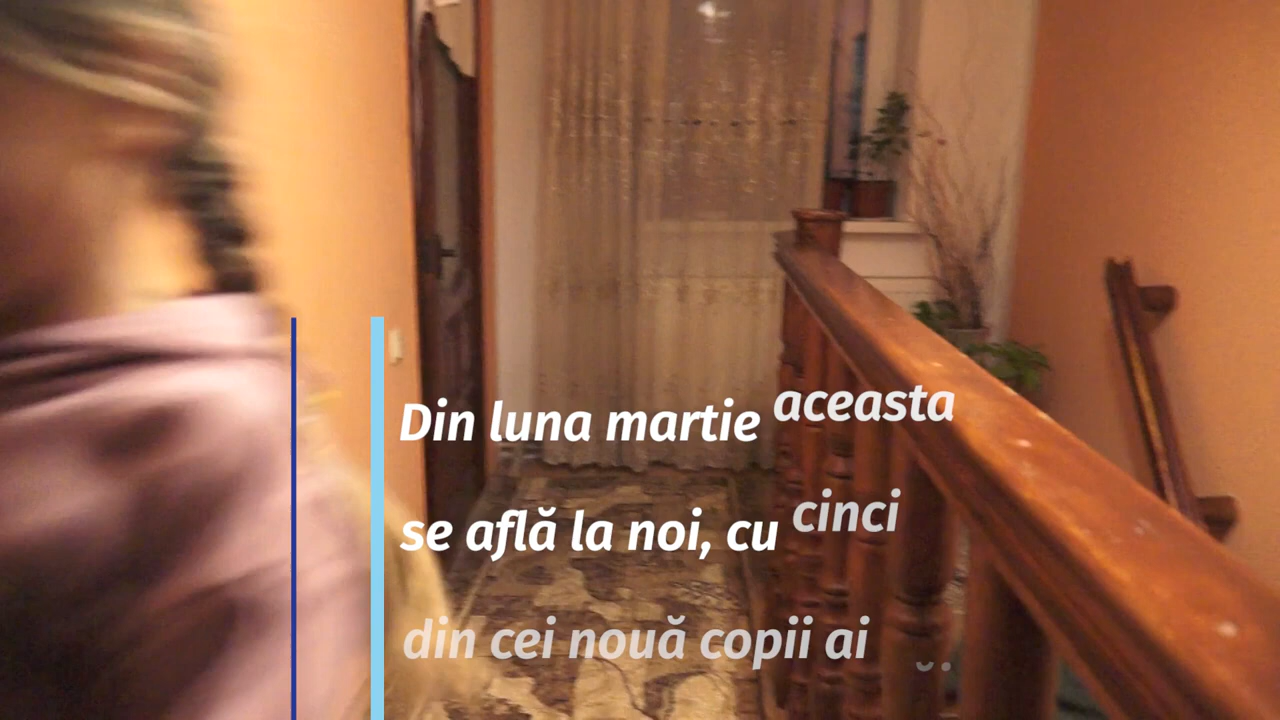 Din luna martie aceasta
se află la noi, cu cinci
din cei nouă copii ai